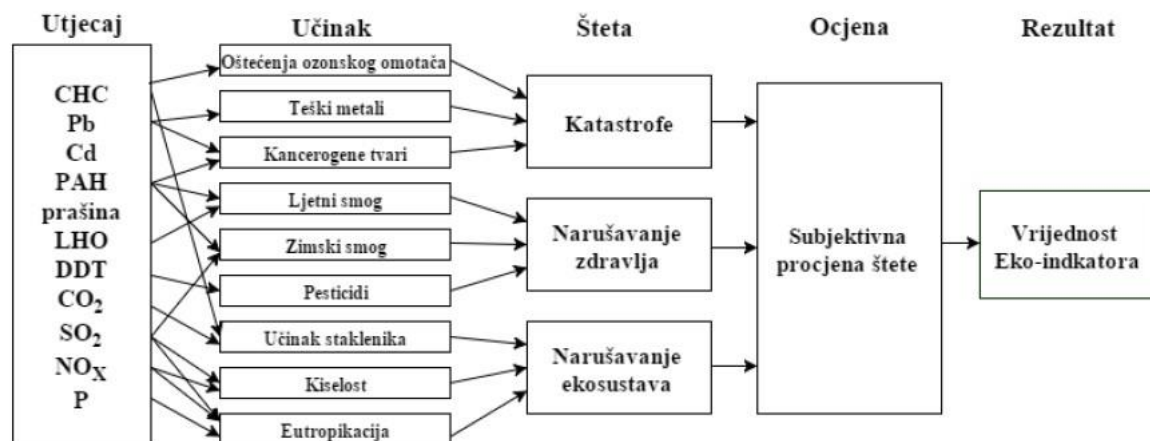 Utjecaj
Učinak
Šteta
Ocjena
Rezultat
CHC
Pb
Cd
PAH
prašina
LHO
DDT
CO₂
SO₂
NOX
P
Oštećenja ozonskog omotača
Teški metali
Kancerogene tvari
Ljetni smog
Zimski smog
Pesticidi
Učinak staklenika
Kiselost
Eutropikacija
Katastrofe
Narušavanje
zdravlja
Narušavanje
ekosustava
Subjektivna
procjena štete
Vrijednost
Eko-indkatora